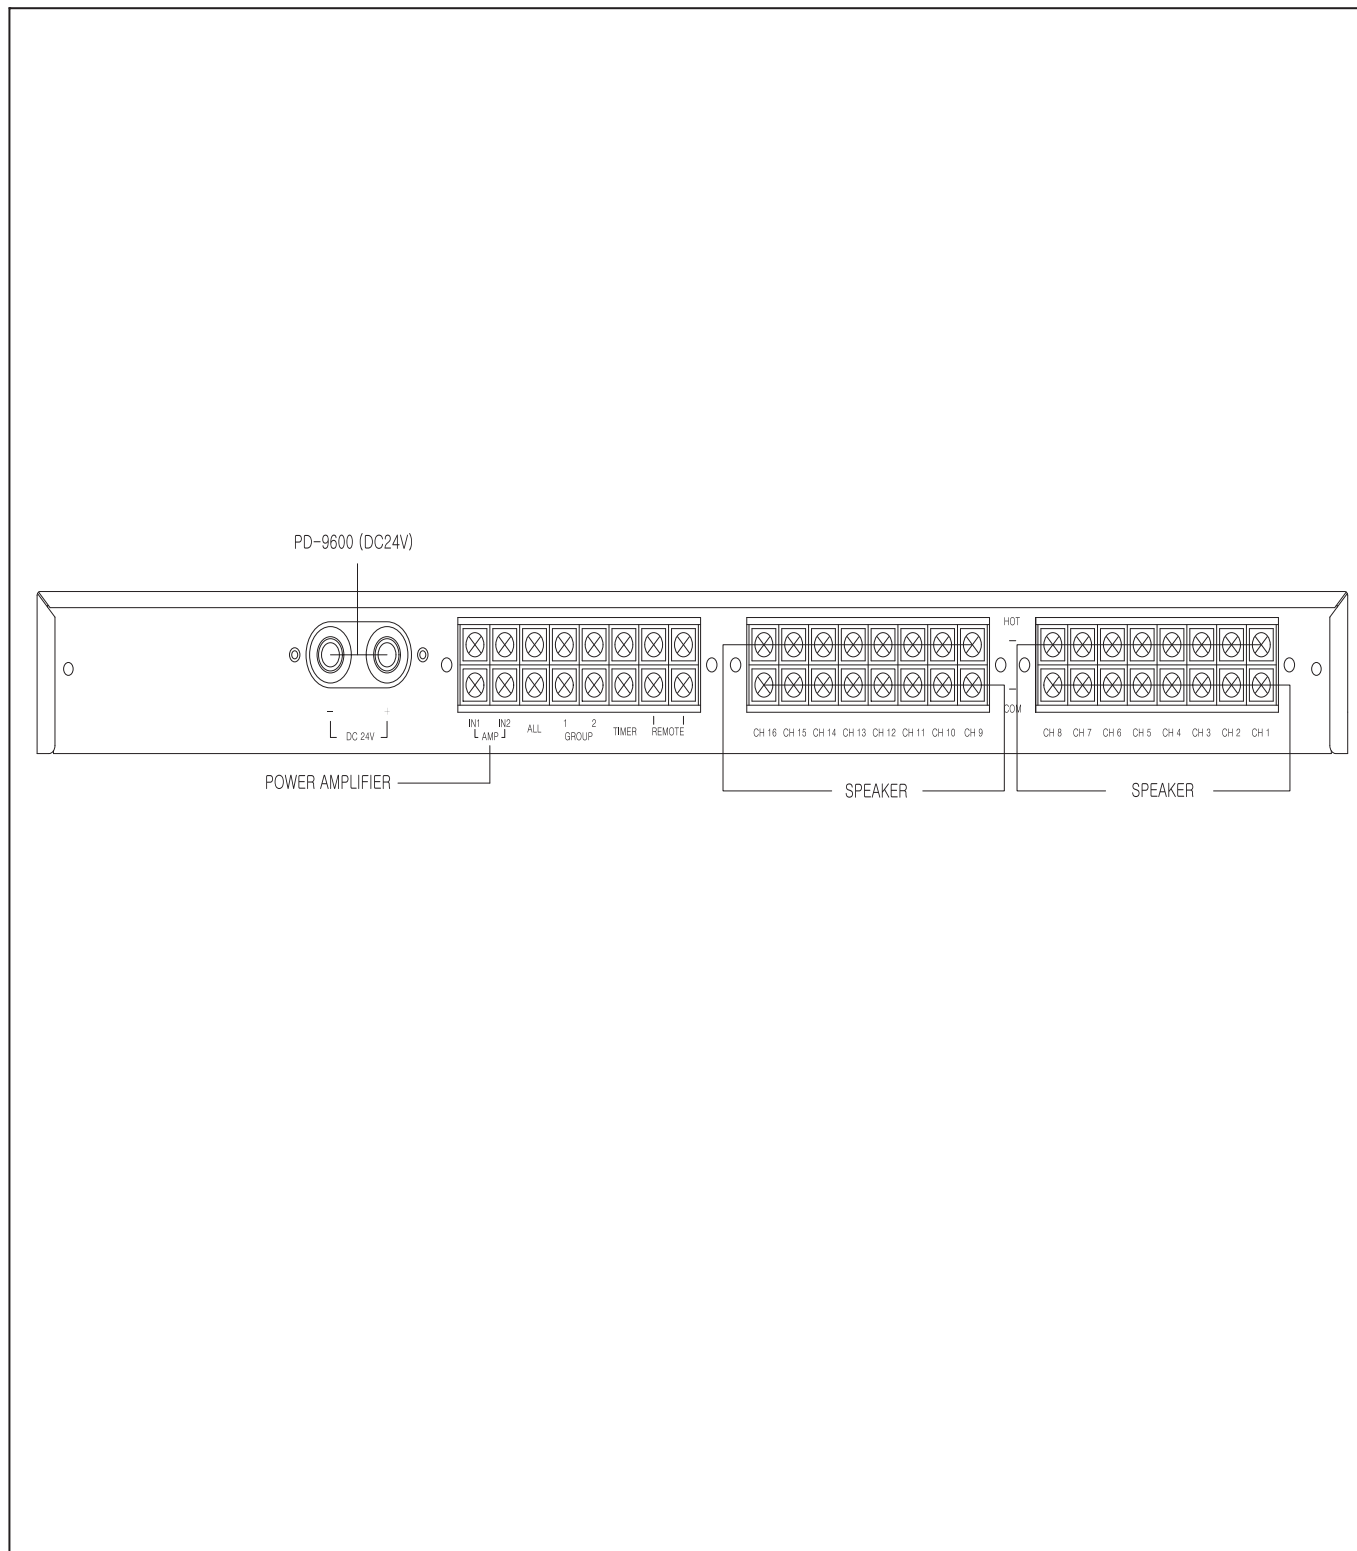 PD-9600 (DC24V)
HOT
COM
− +
DC 24V
IN1 IN2 ALL 1 2 TIMER REMOTE
AMP GROUP
CH 16 CH 15 CH 14 CH 13 CH 12 CH 11 CH 10 CH 9
CH 8 CH 7 CH 6 CH 5 CH 4 CH 3 CH 2 CH 1
POWER AMPLIFIER
SPEAKER
SPEAKER